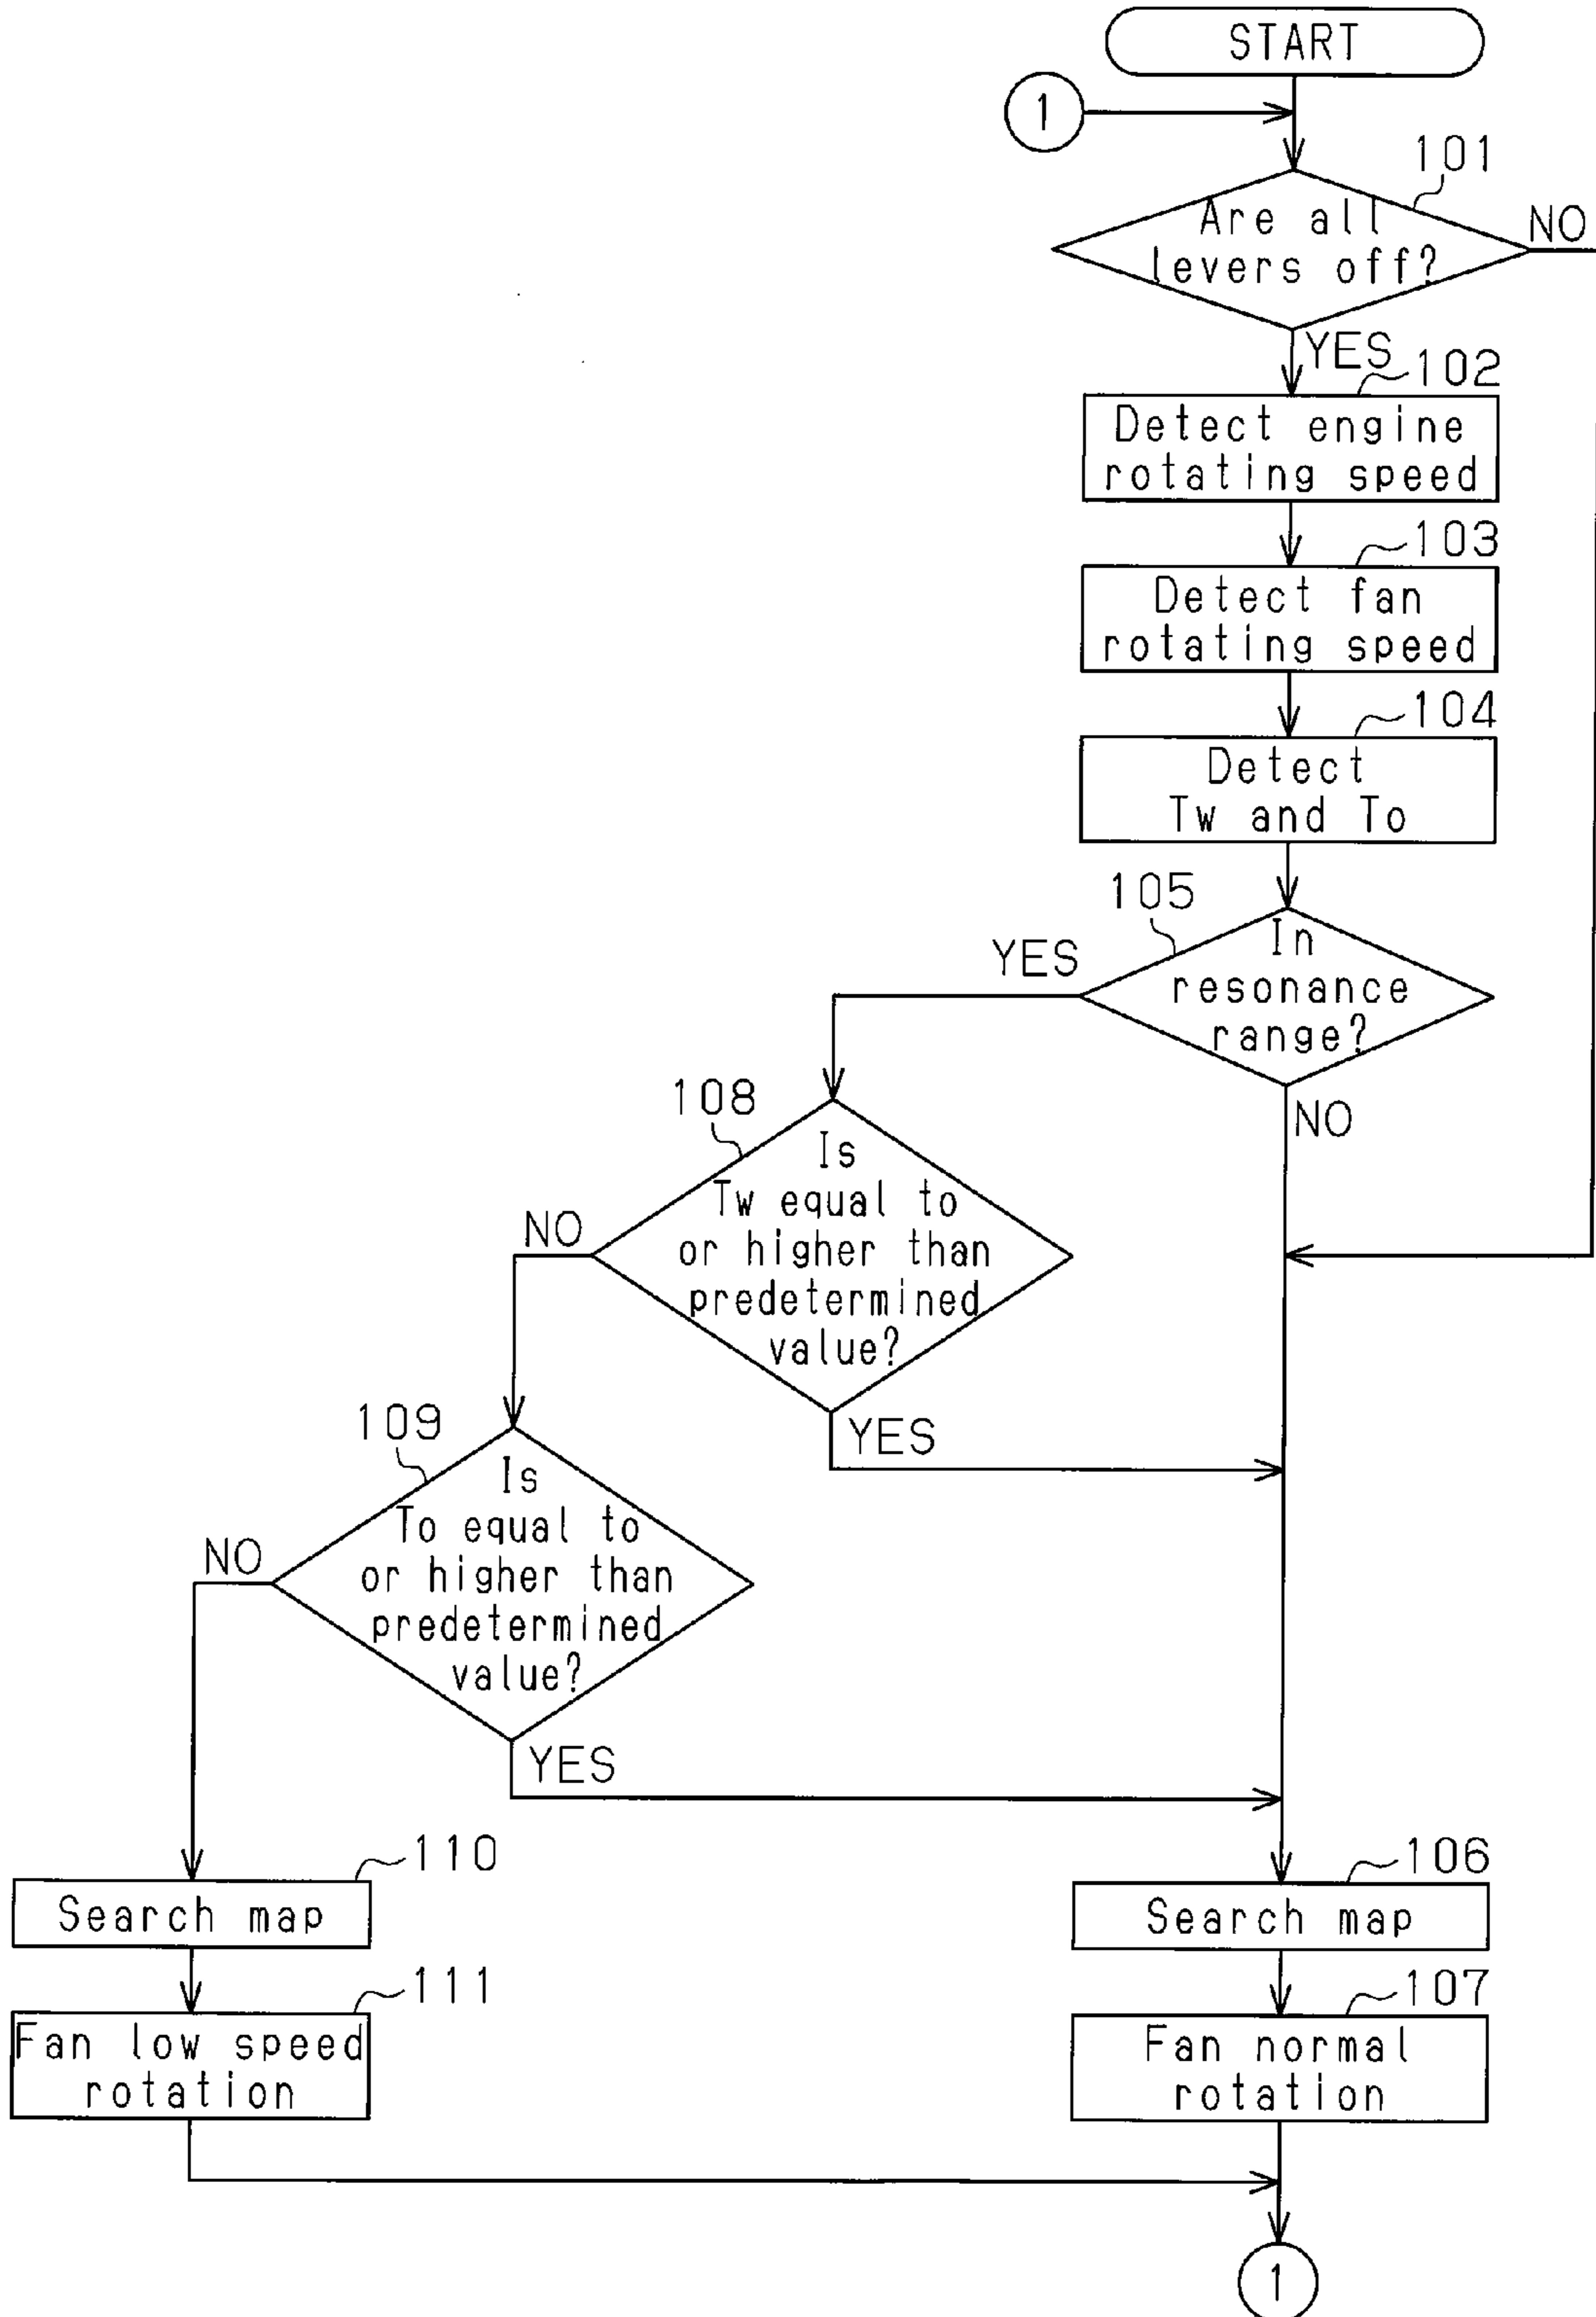 START
1
101
Are all
levers off?
NO
YES
102
Detect engine
rotating speed
103
Detect fan
rotating speed
104
Detect
Tw and To
105
In
resonance
range?
YES
NO
108
Is
Tw equal to
or higher than
predetermined
value?
NO
YES
109
Is
To equal to
or higher than
predetermined
value?
NO
YES
110
Search map
106
Search map
111
Fan low speed
rotation
107
Fan normal
rotation
1